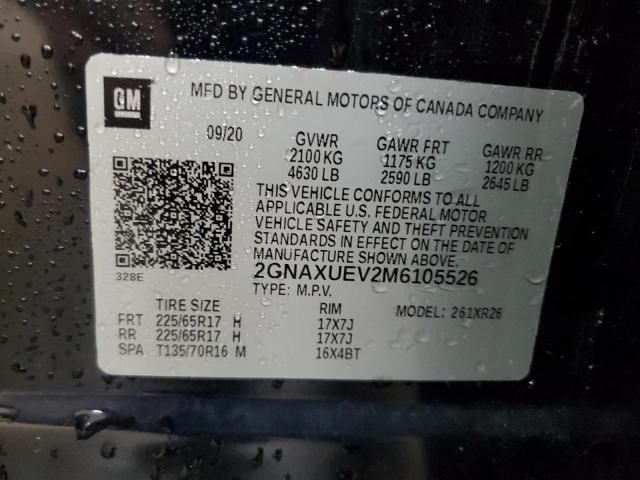 GM
MFD BY GENERAL MOTORS OF CANADA COMPANY
09/20 GVWR GAWR FRT GAWR RR
2100 KG 1175 KG 1200 KG
4630 LB 2590 LB 2645 LB
THIS VEHICLE CONFORMS TO ALL
APPLICABLE U.S. FEDERAL MOTOR
VEHICLE SAFETY AND THEFT PREVENTION
STANDARDS IN EFFECT ON THE DATE OF
MANUFACTURE SHOWN ABOVE.
328E 2GNAXUEV2M6105526
TYPE: M.P.V. MODEL: 261XR26
TIRE SIZE RIM
FRT 225/65R17 H 17X7J
RR 225/65R17 H 17X7J
SPA T135/70R16 M 16X4BT